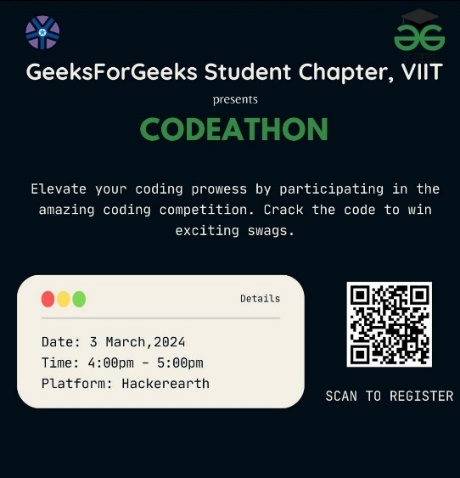 GeeksForGeeks Student Chapter, VIIT
presents
CODEATHON
Elevate your coding prowess by participating in the
amazing coding competition. Crack the code to win
exciting swags.
Details
Date: 3 March,2024
Time: 4:00pm – 5:00pm
Platform: Hackerearth
SCAN TO REGISTER